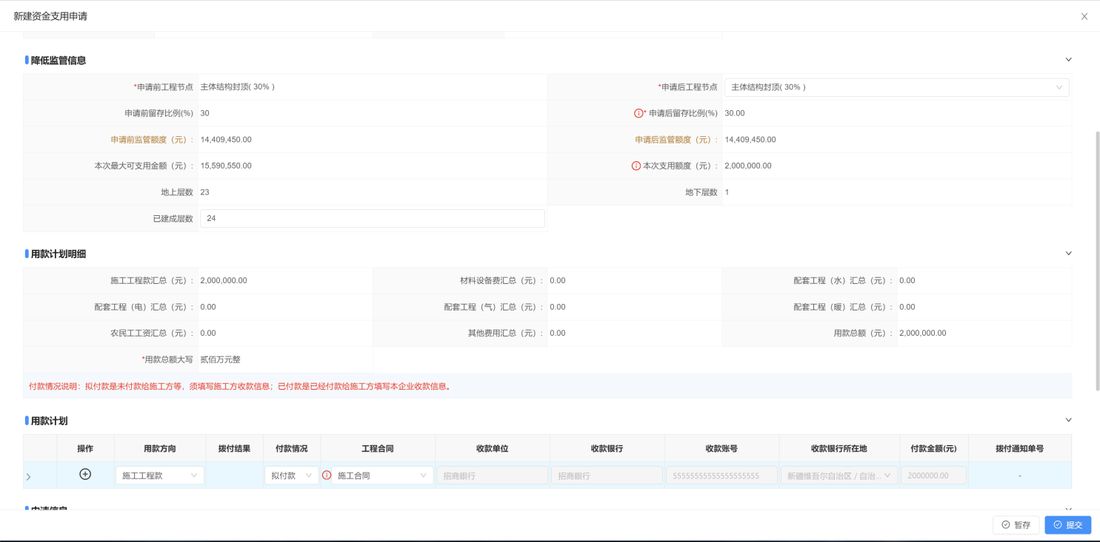 新建资金支用申请
降低监管信息
*申请前工程节点 主体结构封顶( 30% ) *申请后工程节点 主体结构封顶( 30% )
申请前留存比例(%) 30 * 申请后留存比例(%) 30.00
申请前监管额度（元）: 14,409,450.00 申请后监管额度（元）: 14,409,450.00
本次最大可支用金额（元）: 15,590,550.00 本次支用额度（元）: 2,000,000.00
地上层数 23 地下层数 1
已建成层数 24
用款计划明细
施工工程款汇总（元）: 2,000,000.00 材料设备费汇总（元）: 0.00 配套工程（水）汇总（元）: 0.00
配套工程（电）汇总（元）: 0.00 配套工程（气）汇总（元）: 0.00 配套工程（暖）汇总（元）: 0.00
农民工工资汇总（元）: 0.00 其他费用汇总（元）: 0.00 用款总额（元）: 2,000,000.00
*用款总额大写 贰佰万元整
付款情况说明：拟付款是未付款给施工方等，须填写施工方收款信息；已付款是已经付款给施工方填写本企业收款信息。
用款计划
操作 用款方向 拨付结果 付款情况 工程合同 收款单位 收款银行 收款账号 收款银行所在地 付款金额(元) 拨付通知单号
施工工程款 拟付款 施工合同 招商银行 招商银行 5555555555555555555 新疆维吾尔自治区 / 自治... 2000000.00 -
申请信息
暂存 提交